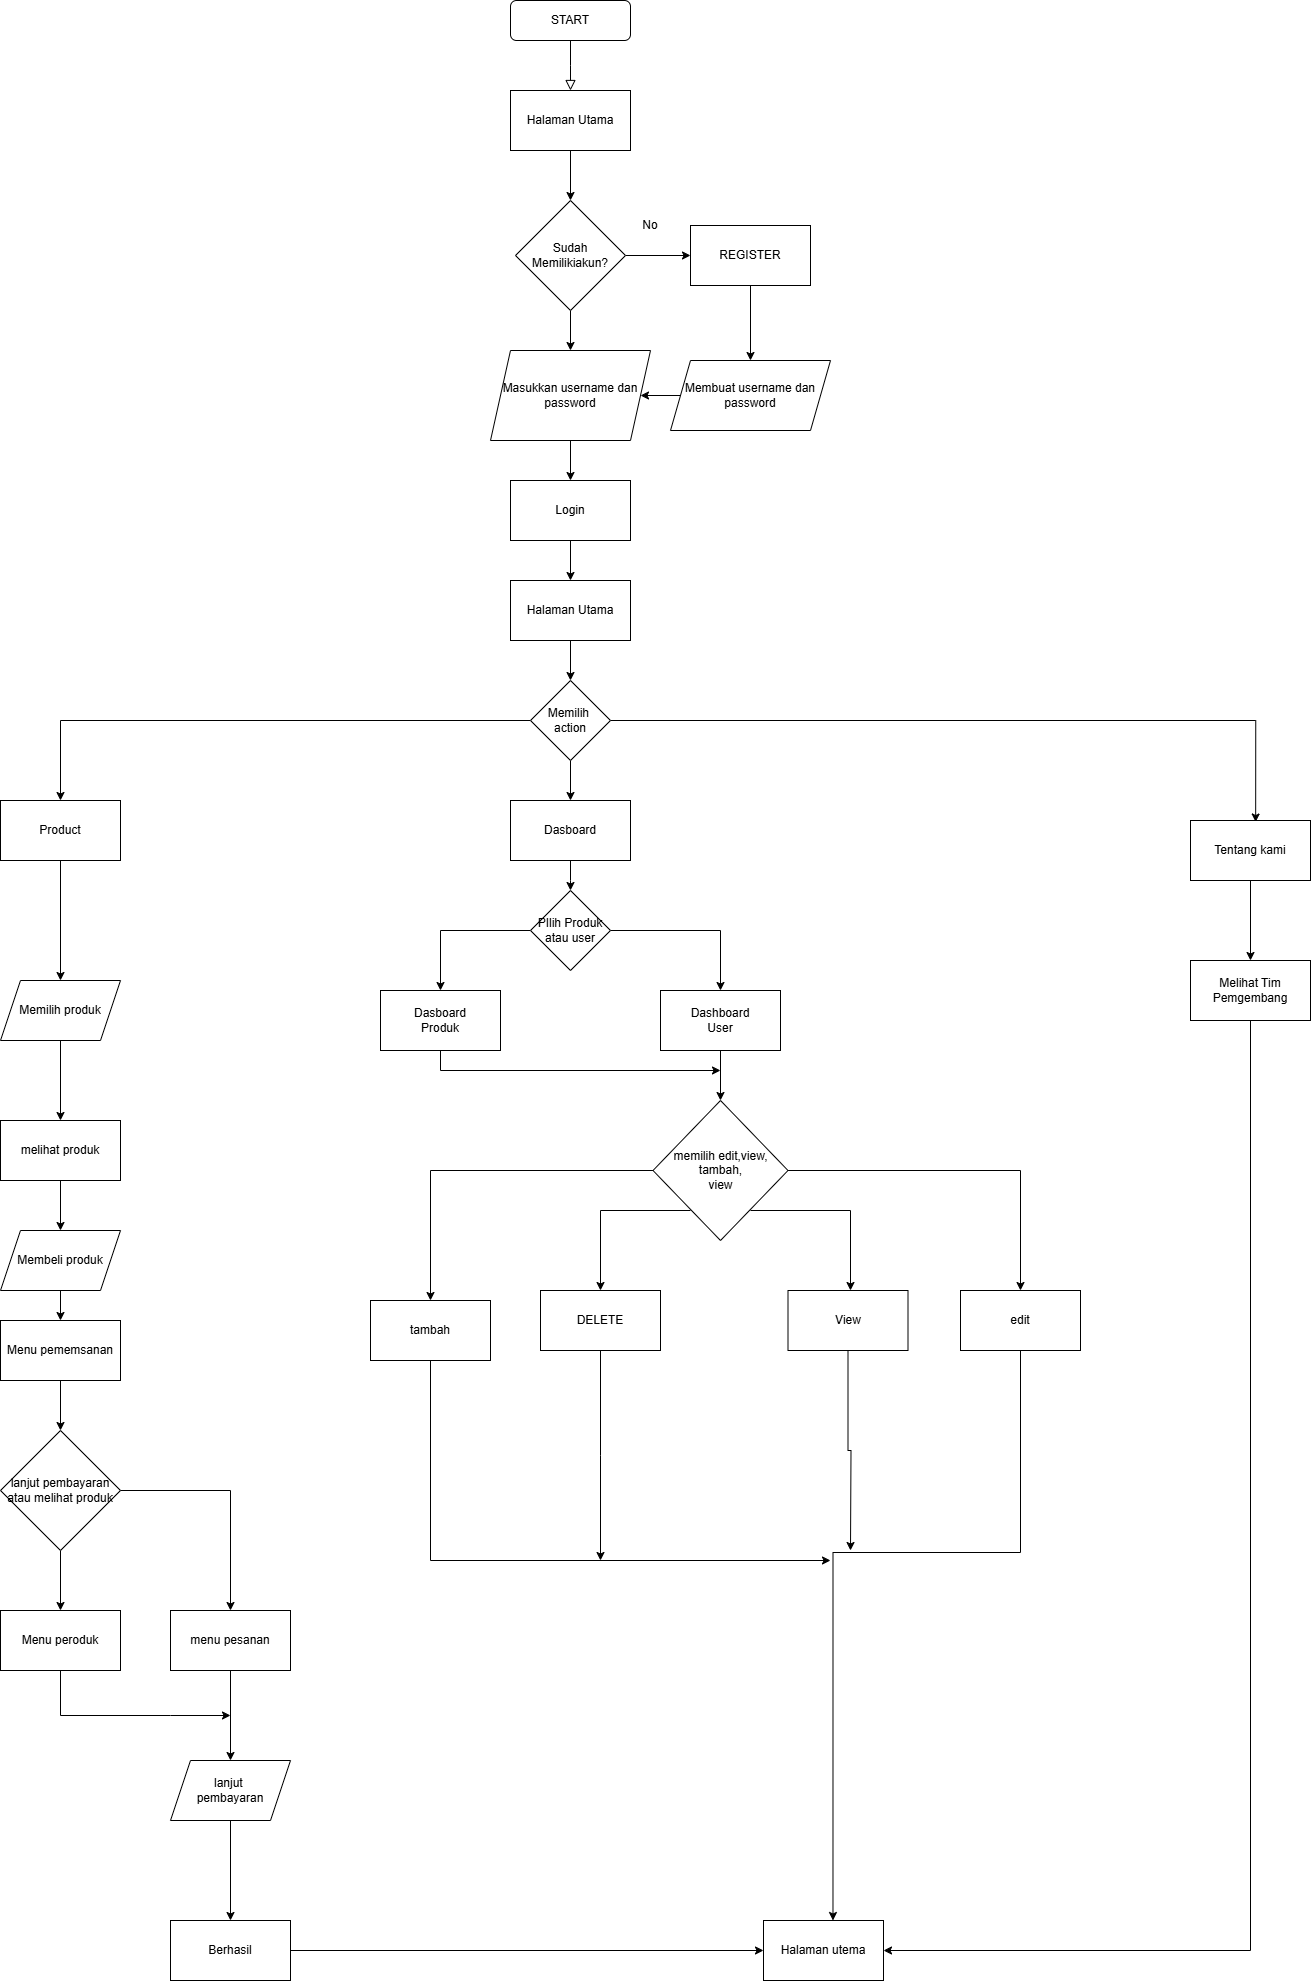 START
Halaman Utama
Sudah
Memilikiakun?
No
REGISTER
Masukkan username dan
password
Membuat username dan
password
Login
Halaman Utama
Memilih
action
Product
Dasboard
Tentang kami
PIlih Produk
atau user
Memilih produk
Dasboard
Produk
Dashboard
User
Melihat Tim
Pemgembang
melihat produk
memilih edit,view,
tambah,
view
Membeli produk
Menu pememsanan
tambah
DELETE
View
edit
lanjut pembayaran
atau melihat produk
Menu peroduk
menu pesanan
lanjut
pembayaran
Berhasil
Halaman utema